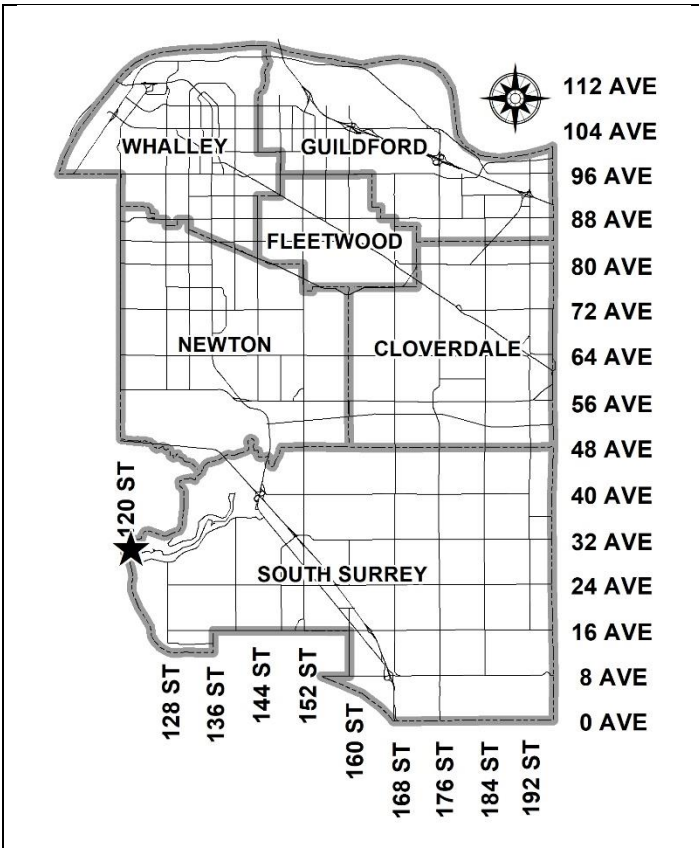 112 AVE
104 AVE
WHALLEY
GUILDFORD
96 AVE
88 AVE
FLEETWOOD
80 AVE
72 AVE
NEWTON
CLOVERDALE
64 AVE
56 AVE
48 AVE
120 ST
40 AVE
32 AVE
SOUTH SURREY
24 AVE
16 AVE
8 AVE
0 AVE
128 ST
136 ST
144 ST
152 ST
160 ST
168 ST
176 ST
184 ST
192 ST